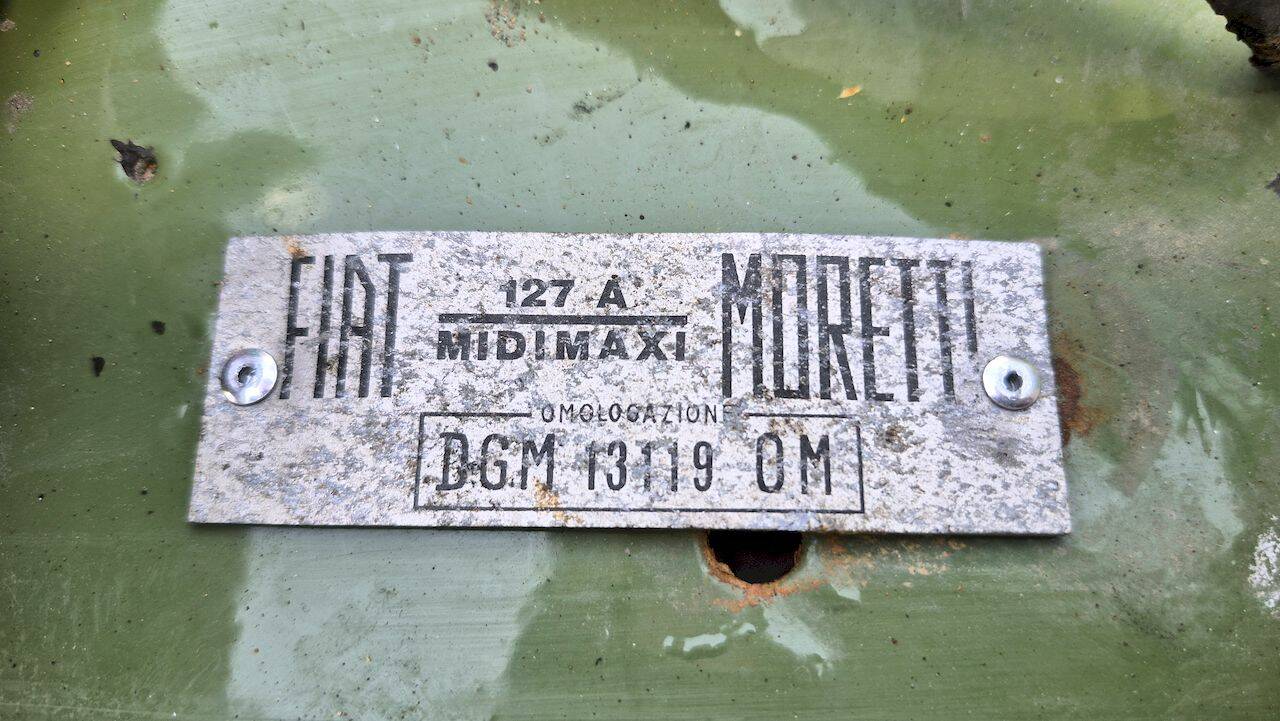 FIAT 127 A MORETTI
MIDIMAXI
OMOLOGAZIONE
DGM 13119 OM